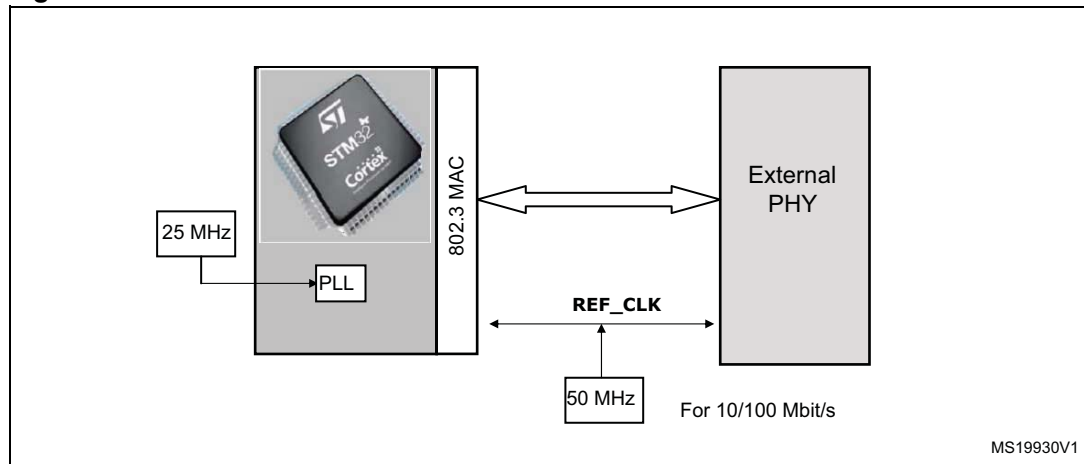 STM32
Cortex
802.3 MAC
External
PHY
25 MHz
PLL
REF_CLK
50 MHz
For 10/100 Mbit/s
MS19930V1